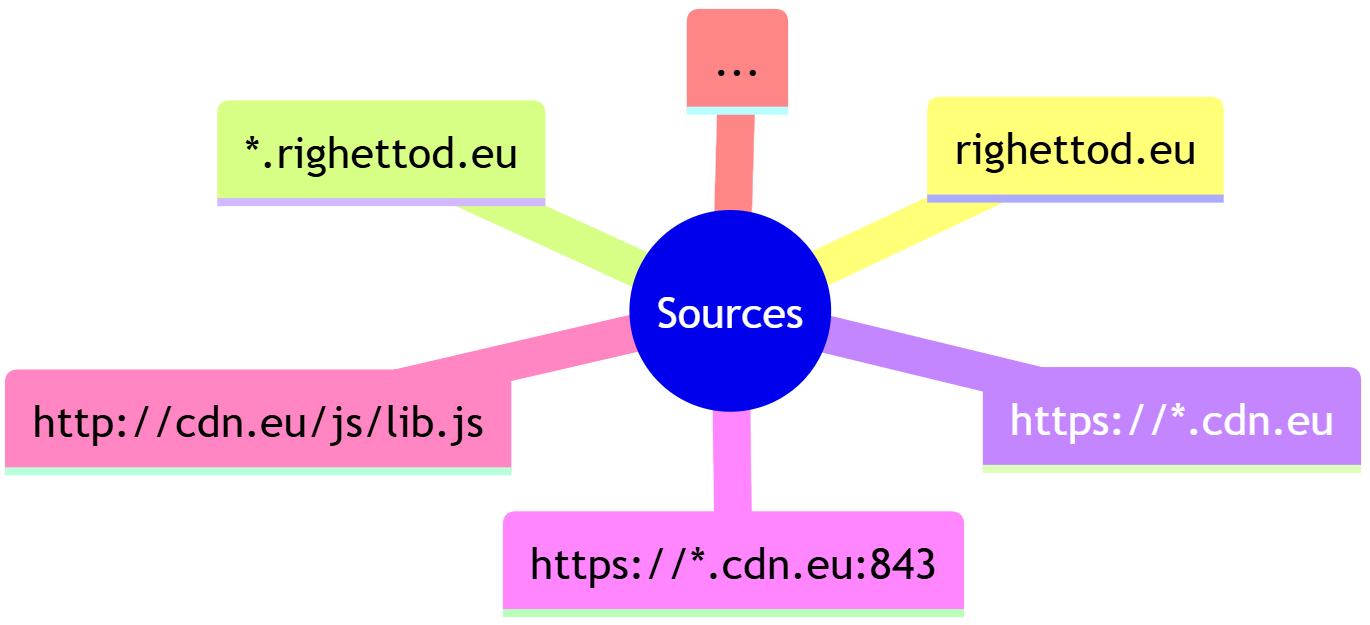 ...
*.righettod.eu
righettod.eu
Sources
http://cdn.eu/js/lib.js
https://*.cdn.eu
https://*.cdn.eu:843